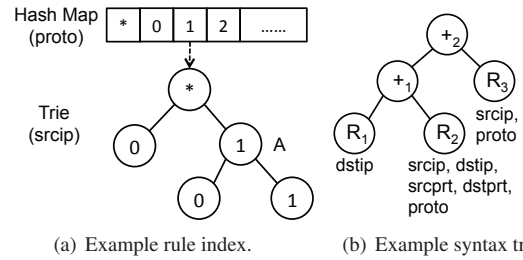 Hash Map
(proto)
* 0 1 2 ......
Trie
(srcip)
*
0 1 A
0 1
+2
+1 R3
srcip,
proto
R1 R2
dstip
srcip, dstip,
srcprt, dstprt,
proto
(a) Example rule index.
(b) Example syntax tr